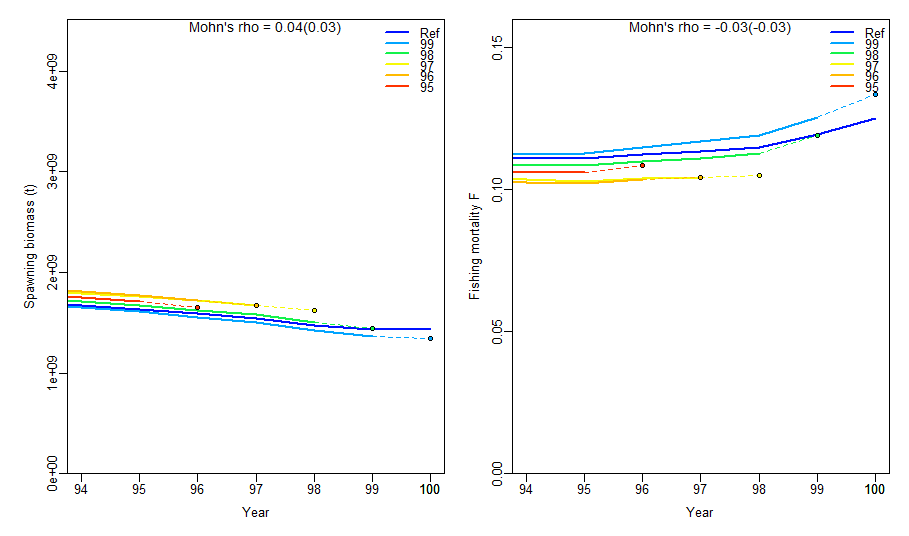 Mohn's rho = 0.04(0.03)
Ref
99
98
97
96
95
Spawning biomass (t)
4e+09
3e+09
2e+09
1e+09
0e+00
94 95 96 97 98 99 100
Year
Mohn's rho = -0.03(-0.03)
Ref
99
98
97
96
95
Fishing mortality F
0.15
0.10
0.05
0.00
94 95 96 97 98 99 100
Year